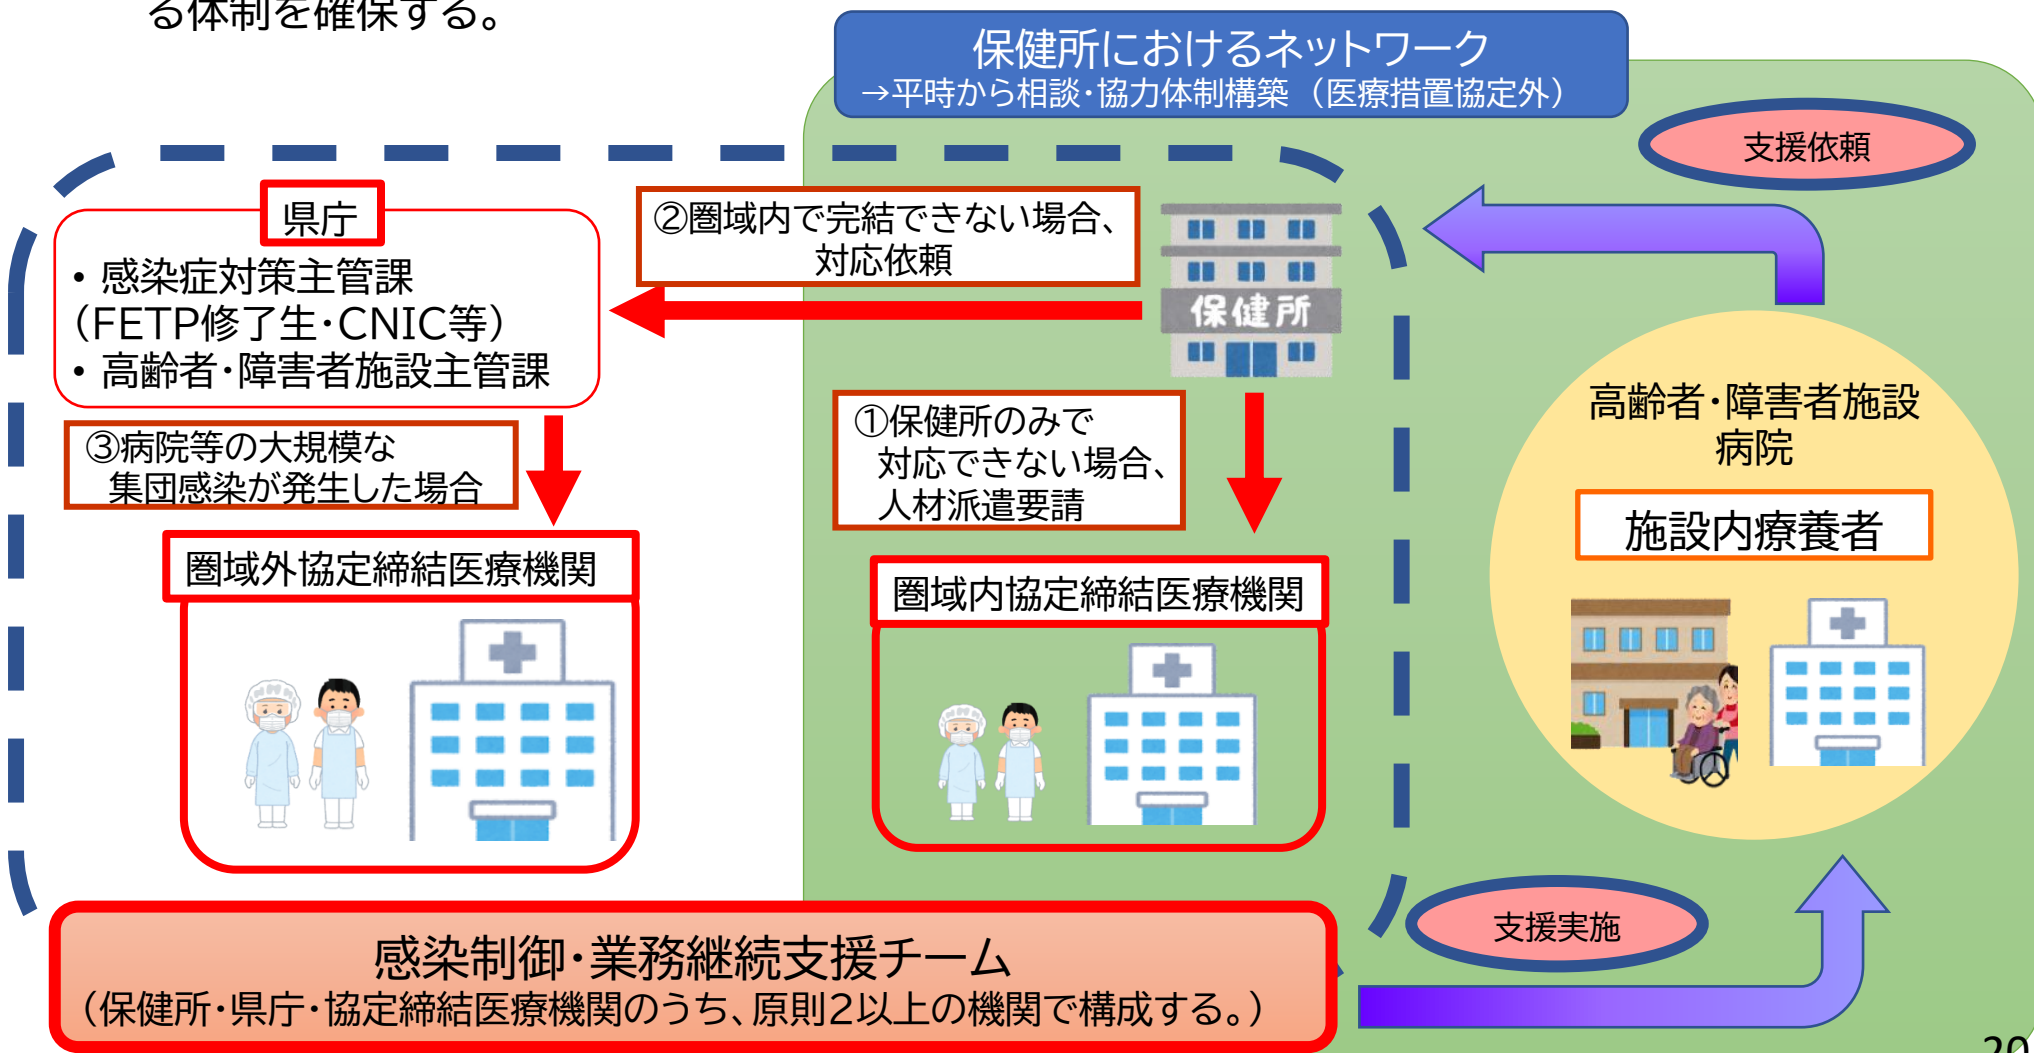 る体制を確保する。
保健所におけるネットワーク
→平時から相談・協力体制構築（医療措置協定外）
支援依頼
県庁
・感染症対策主管課
（FETP修了生・CNIC等）
・高齢者・障害者施設主管課
②圏域内で完結できない場合、
対応依頼
保健所
①保健所のみで
対応できない場合、
人材派遣要請
③病院等の大規模な
集団感染が発生した場合
高齢者・障害者施設
病院
施設内療養者
圏域外協定締結医療機関
圏域内協定締結医療機関
支援実施
感染制御・業務継続支援チーム
（保健所・県庁・協定締結医療機関のうち、原則２以上の機関で構成する。）
20